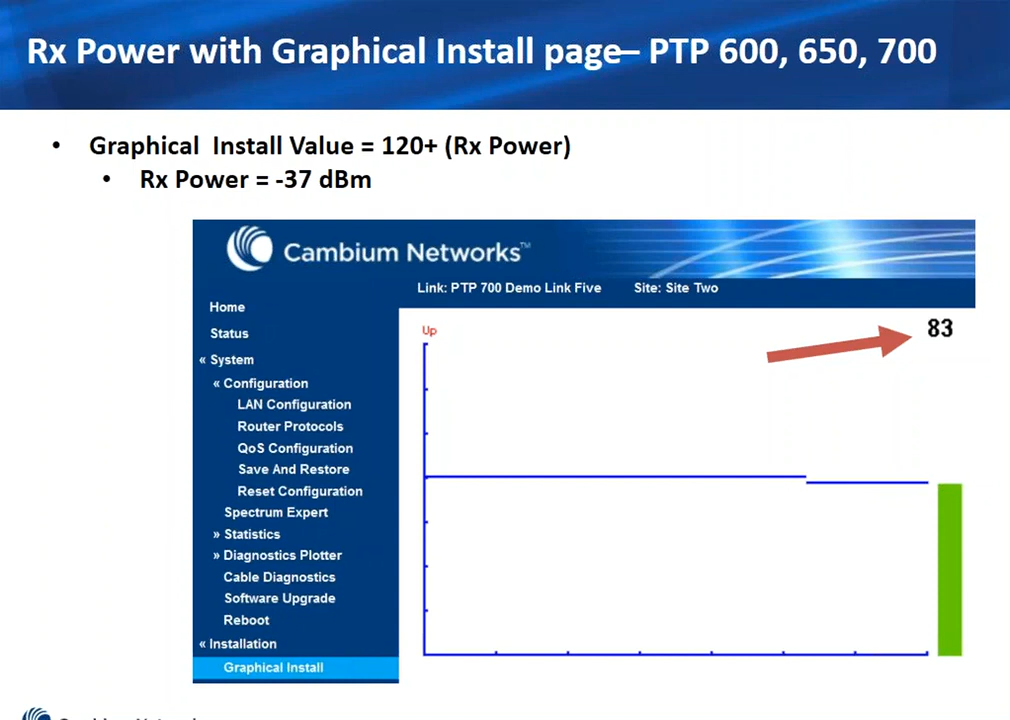 Rx Power with Graphical Install page– PTP 600, 650, 700
• Graphical Install Value = 120+ (Rx Power)
• Rx Power = -37 dBm
Cambium Networks™
Link: PTP 700 Demo Link Five Site: Site Two
Home
Status
« System
« Configuration
LAN Configuration
Router Protocols
QoS Configuration
Save And Restore
Reset Configuration
Spectrum Expert
» Statistics
» Diagnostics Plotter
Cable Diagnostics
Software Upgrade
Reboot
« Installation
Graphical Install
Up
83